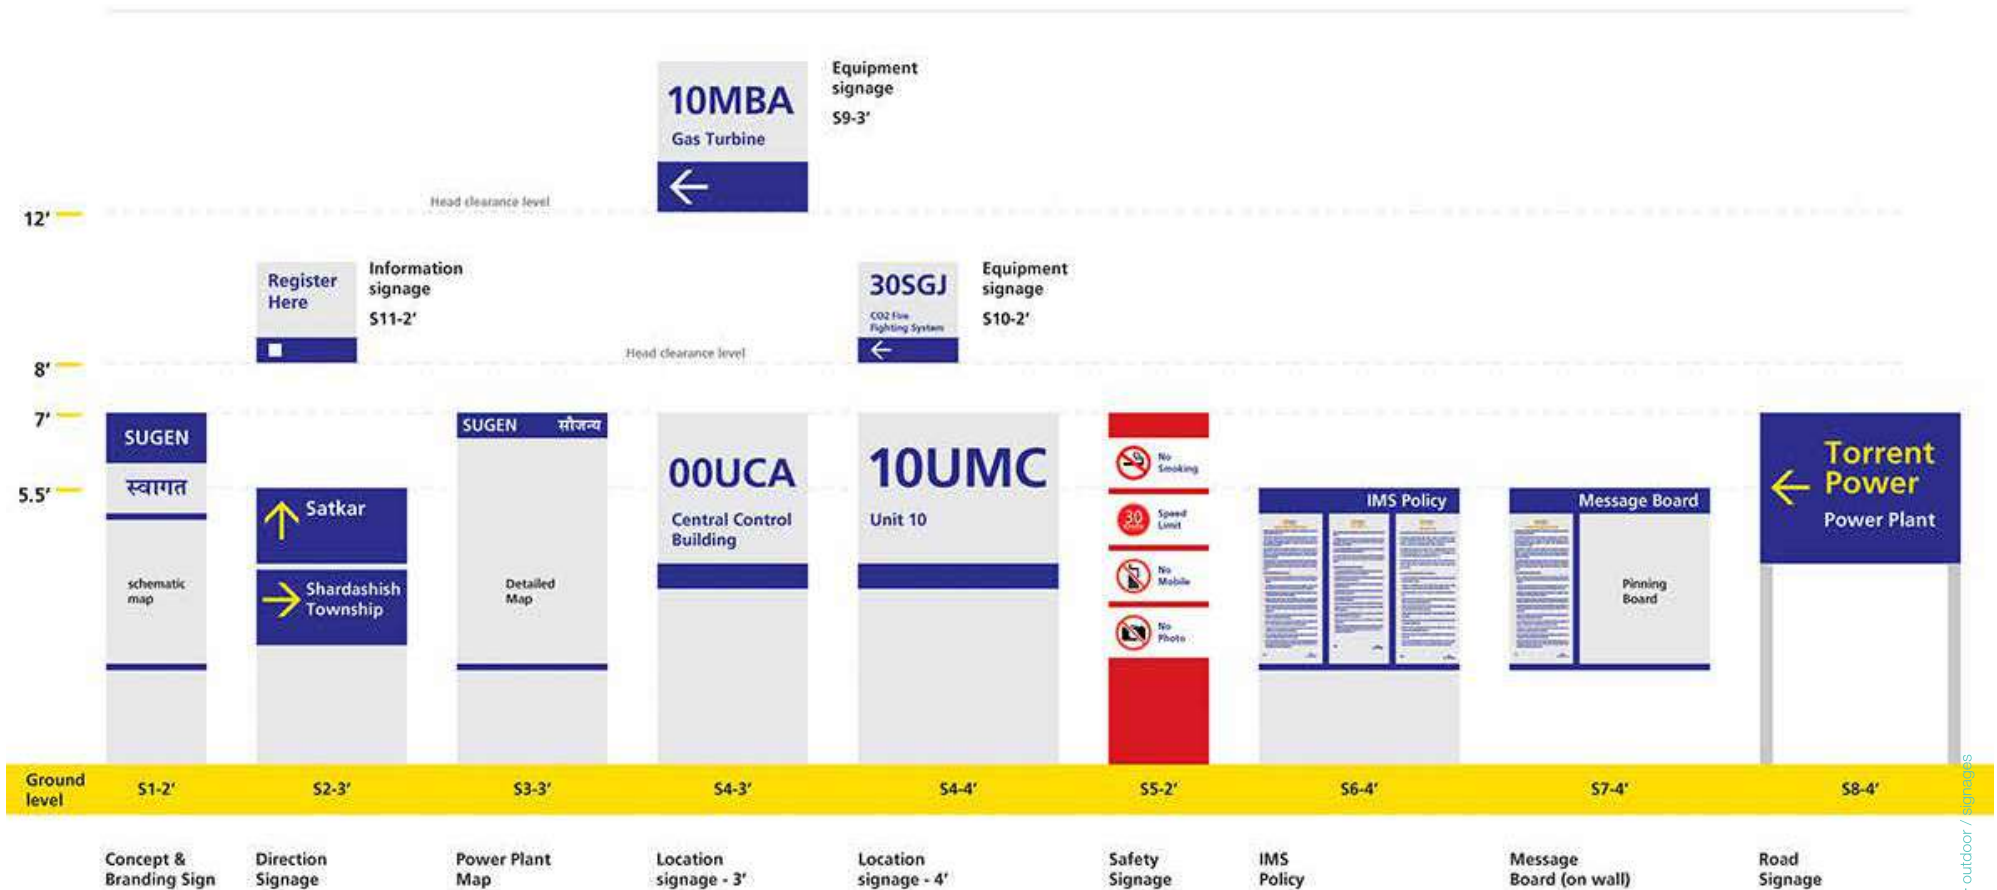 10MBA
Gas Turbine
Equipment
signage
S9-3'
Head clearance level
12'
Register
Here
Information
signage
S11-2'
30SGJ
CO2 Fire
Fighting System
Equipment
signage
S10-2'
Head clearance level
8'
7'
5.5'
SUGEN
स्वागत
schematic
map
Satkar
Shardashish
Township
SUGEN सौजन्य
Detailed
Map
00UCA
Central Control
Building
10UMC
Unit 10
No
Smoking
30
Speed
Limit
No
Mobile
No
Photo
IMS Policy
Message Board
Pinning
Board
Torrent
Power
Power Plant
Ground
level
S1-2'
S2-3'
S3-3'
S4-3'
S4-4'
S5-2'
S6-4'
S7-4'
S8-4'
Concept &
Branding Sign
Direction
Signage
Power Plant
Map
Location
signage - 3'
Location
signage - 4'
Safety
Signage
IMS
Policy
Message
Board (on wall)
Road
Signage
outdoor / signages